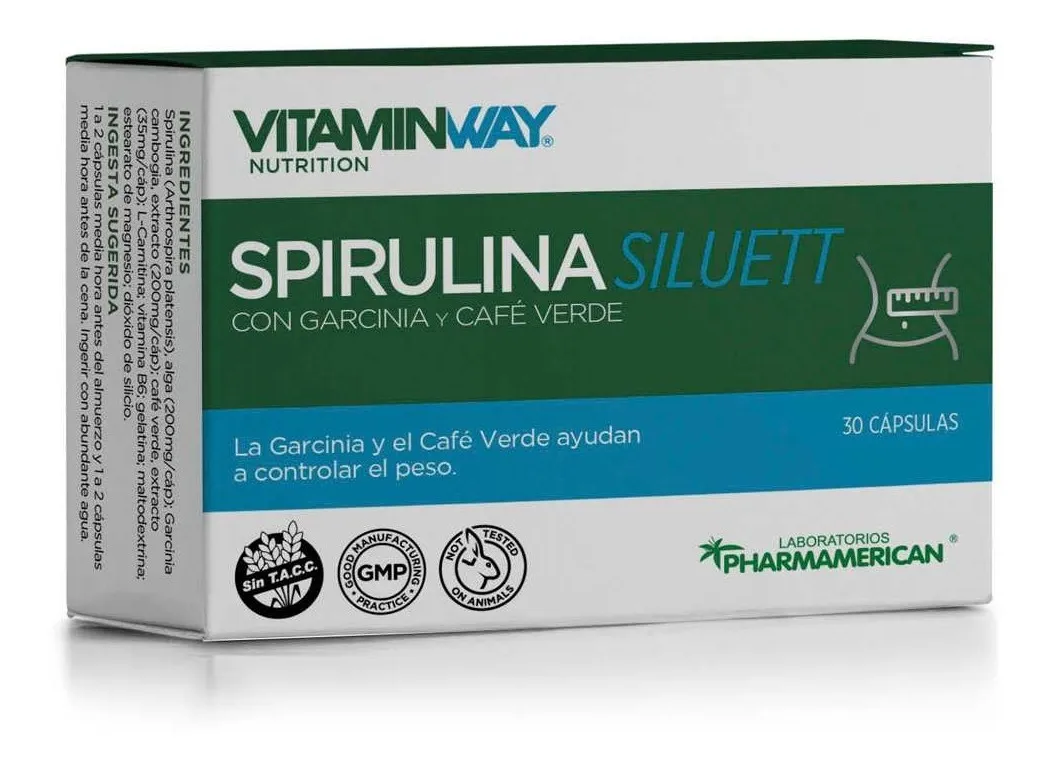 VITAMINWAY®
NUTRITION
SPIRULINA SILUETT
CON GARCINIA Y CAFÉ VERDE
La Garcinia y el Café Verde ayudan
a controlar el peso.
30 CÁPSULAS
Sin T.A.C.C.
GOOD MANUFACTURING
GMP
PRACTICE
NOT TESTED
ON ANIMALS
LABORATORIOS
PHARMAMERICAN®
INGREDIENTES
Spirulina (Arthrospira platensis), alga (200mg/cáp); Garcinia
cambogia, extracto (200mg/cáp); café verde, extracto
(35mg/cáp); L-Carnitina; vitamina B6; gelatina; maltodextrina;
estearato de magnesio; dióxido de silicio.
INGESTA SUGERIDA
1 a 2 cápsulas media hora antes del almuerzo y 1 a 2 cápsulas
media hora antes de la cena. Ingerir con abundante agua.